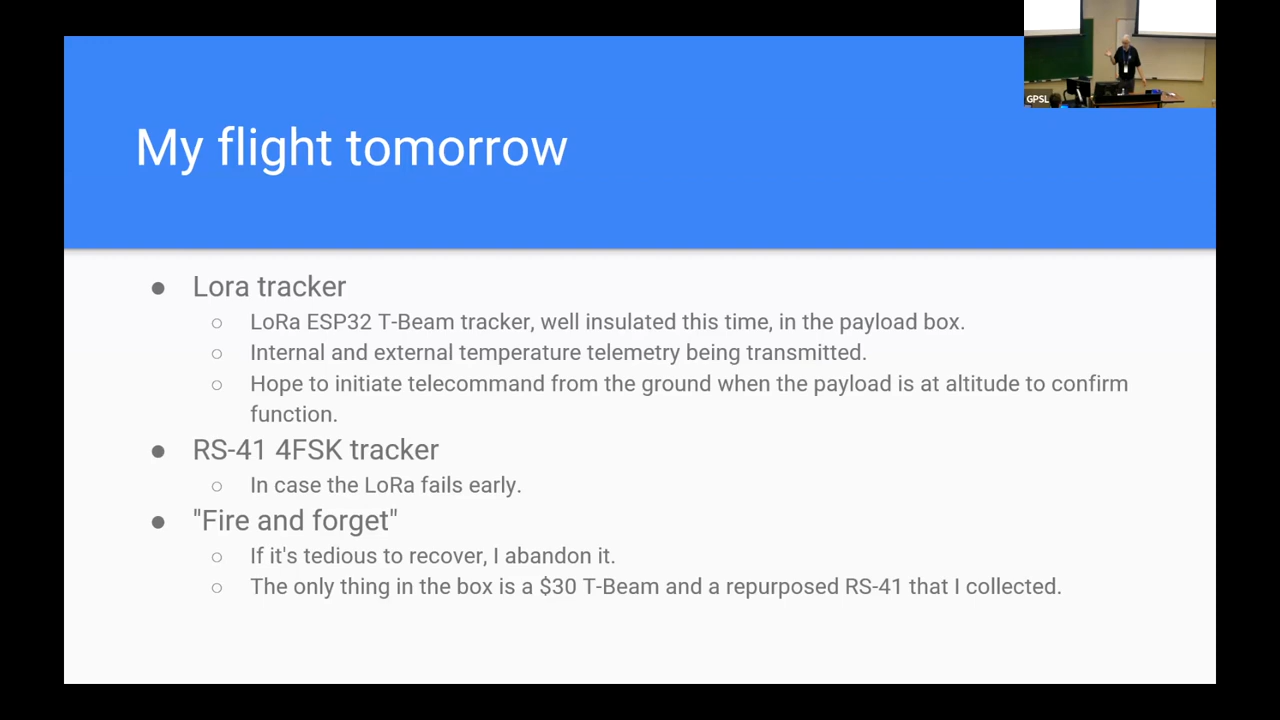 GPSL
My flight tomorrow
● Lora tracker
○ LoRa ESP32 T-Beam tracker, well insulated this time, in the payload box.
○ Internal and external temperature telemetry being transmitted.
○ Hope to initiate telecommand from the ground when the payload is at altitude to confirm
function.
● RS-41 4FSK tracker
○ In case the LoRa fails early.
● "Fire and forget"
○ If it's tedious to recover, I abandon it.
○ The only thing in the box is a $30 T-Beam and a repurposed RS-41 that I collected.